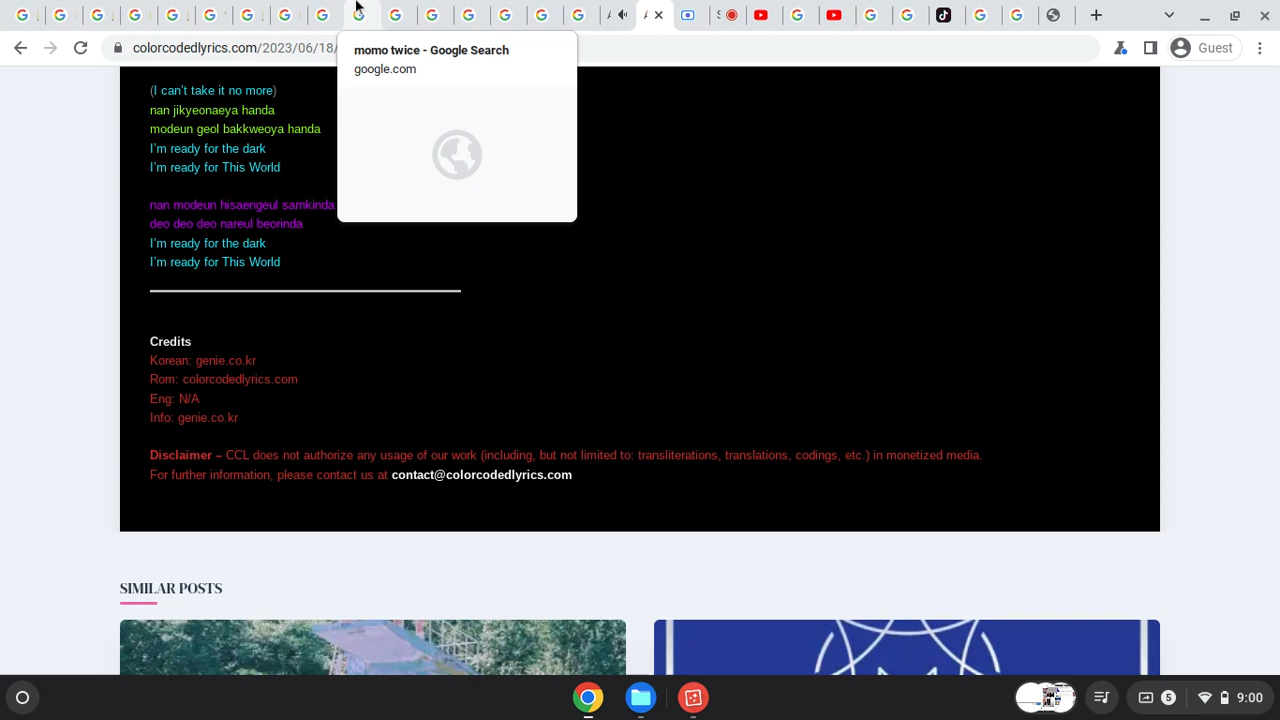 colorcodedlyrics.com/2023/06/18/
Guest
momo twice - Google Search
google.com
(I can't take it no more)
nan jikyeonaeya handa
modeun geol bakkweoya handa
I'm ready for the dark
I'm ready for This World
nan modeun hisaengeul samkinda
deo deo deo nareul beorinda
I'm ready for the dark
I'm ready for This World
Credits
Korean: genie.co.kr
Rom: colorcodedlyrics.com
Eng: N/A
Info: genie.co.kr
Disclaimer – CCL does not authorize any usage of our work (including, but not limited to: transliterations, translations, codings, etc.) in monetized media.
For further information, please contact us at contact@colorcodedlyrics.com
SIMILAR POSTS
5
9:00